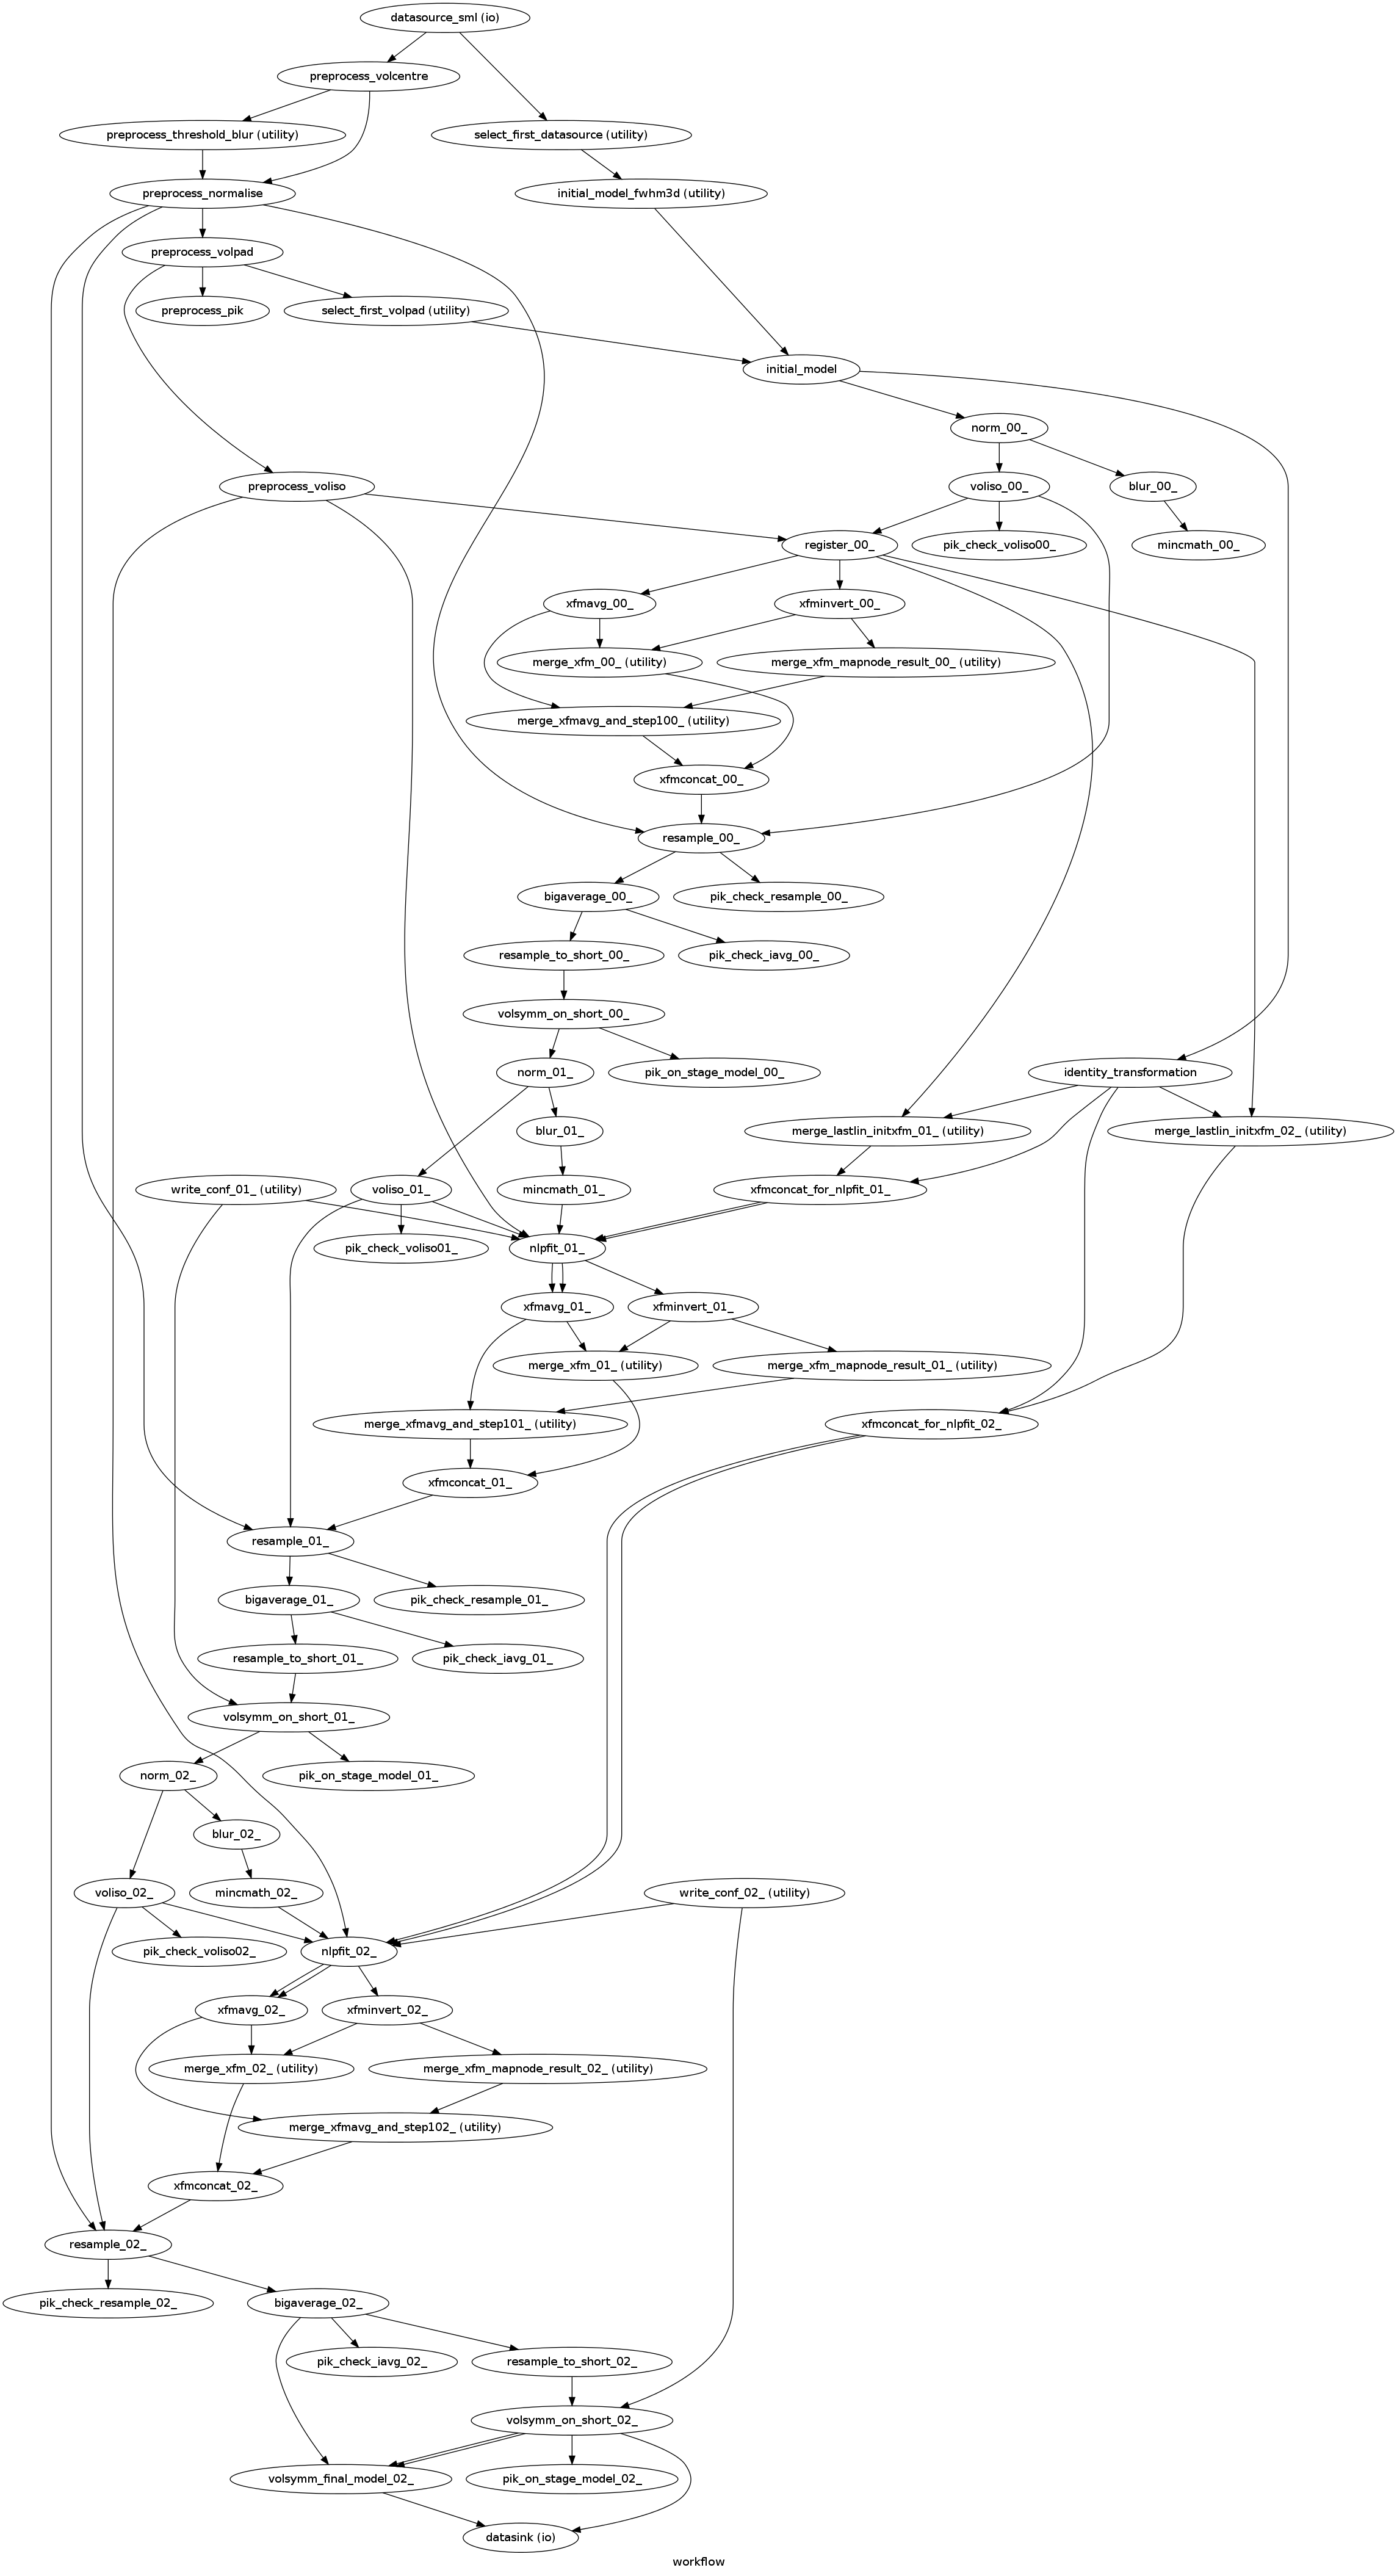 datasource_sml (io)
preprocess_volcentre
preprocess_threshold_blur (utility)
select_first_datasource (utility)
preprocess_normalise
initial_model_fwhm3d (utility)
preprocess_volpad
preprocess_pik
select_first_volpad (utility)
initial_model
norm_00_
preprocess_voliso
voliso_00_
blur_00_
register_00_
pik_check_voliso00_
mincmath_00_
xfmavg_00_
xfminvert_00_
merge_xfm_00_ (utility)
merge_xfm_mapnode_result_00_ (utility)
merge_xfmavg_and_step100_ (utility)
xfmconcat_00_
resample_00_
bigaverage_00_
pik_check_resample_00_
resample_to_short_00_
pik_check_iavg_00_
volsymm_on_short_00_
norm_01_
pik_on_stage_model_00_
identity_transformation
blur_01_
merge_lastlin_initxfm_01_ (utility)
merge_lastlin_initxfm_02_ (utility)
write_conf_01_ (utility)
voliso_01_
mincmath_01_
xfmconcat_for_nlpfit_01_
pik_check_voliso01_
nlpfit_01_
xfmavg_01_
xfminvert_01_
merge_xfm_01_ (utility)
merge_xfm_mapnode_result_01_ (utility)
merge_xfmavg_and_step101_ (utility)
xfmconcat_for_nlpfit_02_
xfmconcat_01_
resample_01_
bigaverage_01_
pik_check_resample_01_
resample_to_short_01_
pik_check_iavg_01_
volsymm_on_short_01_
norm_02_
pik_on_stage_model_01_
blur_02_
voliso_02_
mincmath_02_
write_conf_02_ (utility)
pik_check_voliso02_
nlpfit_02_
xfmavg_02_
xfminvert_02_
merge_xfm_02_ (utility)
merge_xfm_mapnode_result_02_ (utility)
merge_xfmavg_and_step102_ (utility)
xfmconcat_02_
resample_02_
pik_check_resample_02_
bigaverage_02_
pik_check_iavg_02_
resample_to_short_02_
volsymm_on_short_02_
volsymm_final_model_02_
pik_on_stage_model_02_
datasink (io)
workflow